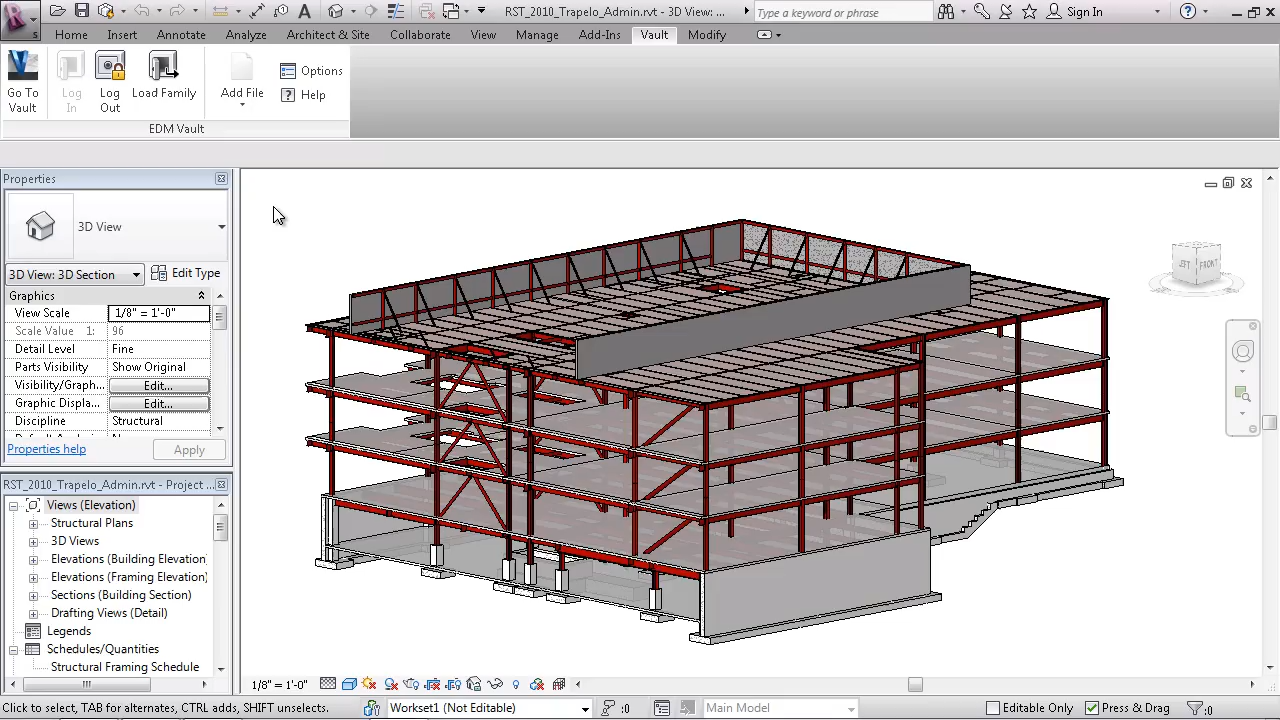 RST_2010_Trapelo_Admin.rvt - 3D View: ...
Type a keyword or phrase
Sign In
Home Insert Annotate Analyze Architect & Site Collaborate View Manage Add-Ins Vault Modify
Go To Vault
Log In
Log Out
Load Family
Add File
Options
Help
EDM Vault
Properties
3D View
3D View: 3D Section
Edit Type
Graphics
View Scale 1/8" = 1'-0"
Scale Value 1: 96
Detail Level Fine
Parts Visibility Show Original
Visibility/Graph... Edit...
Graphic Displa... Edit...
Discipline Structural
Properties help
Apply
RST_2010_Trapelo_Admin.rvt - Project ...
Views (Elevation)
Structural Plans
3D Views
Elevations (Building Elevation)
Elevations (Framing Elevation)
Sections (Building Section)
Drafting Views (Detail)
Legends
Schedules/Quantities
Structural Framing Schedule
FRONT
1/8" = 1'-0"
Click to select, TAB for alternates, CTRL adds, SHIFT unselects.
Workset1 (Not Editable)
:0
Main Model
Editable Only
Press & Drag
:0